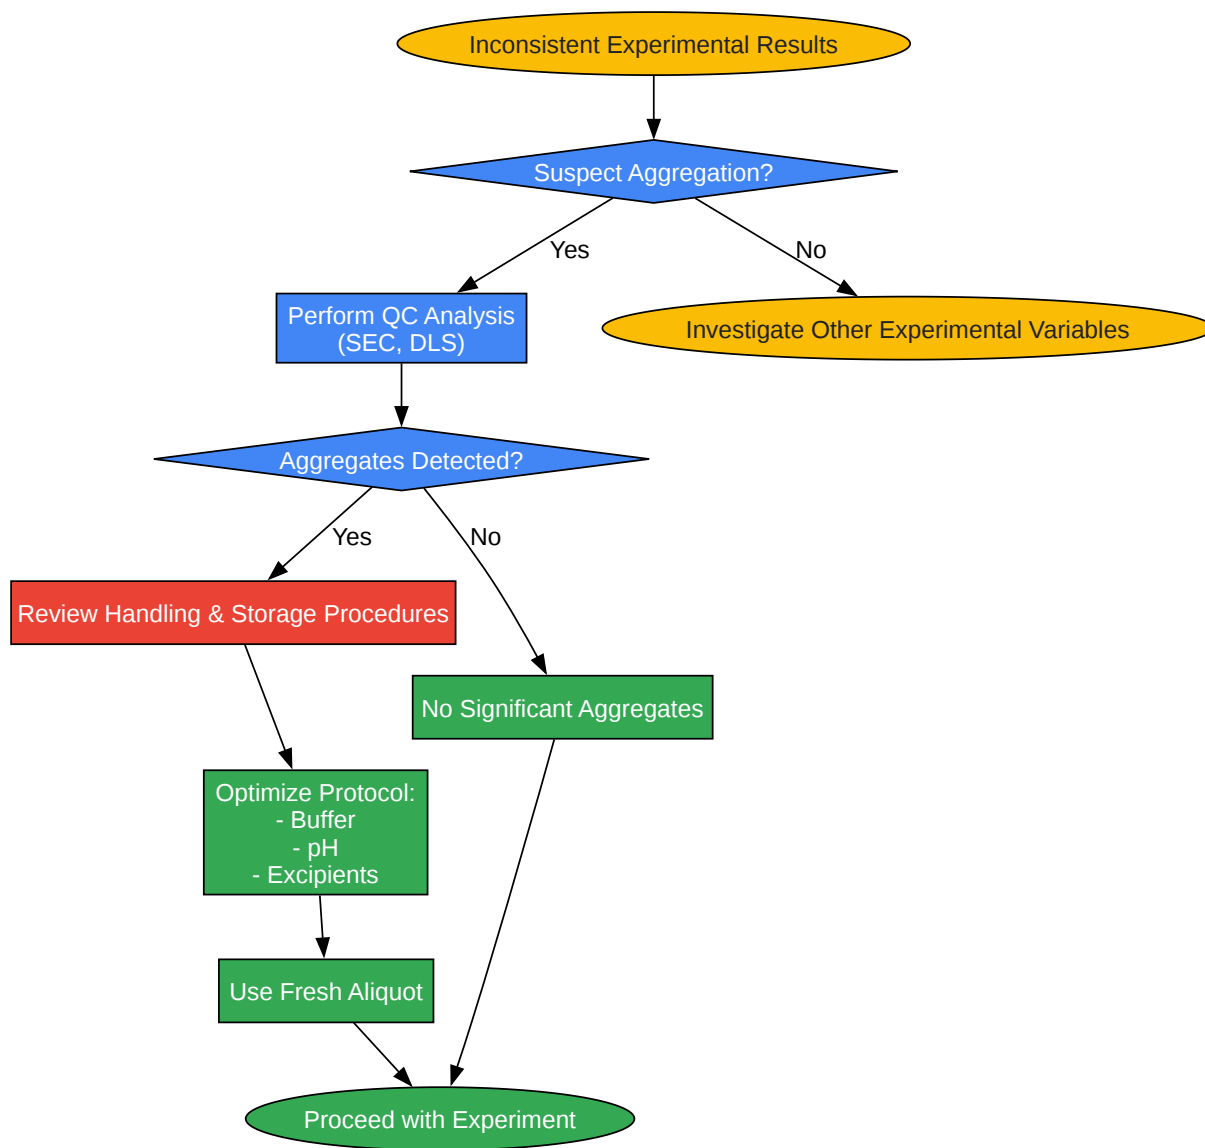 Inconsistent Experimental Results
Suspect Aggregation?
Yes
No
Perform QC Analysis
(SEC, DLS)
Investigate Other Experimental Variables
Aggregates Detected?
Yes
No
Review Handling & Storage Procedures
No Significant Aggregates
Optimize Protocol:
- Buffer
- pH
- Excipients
Use Fresh Aliquot
Proceed with Experiment